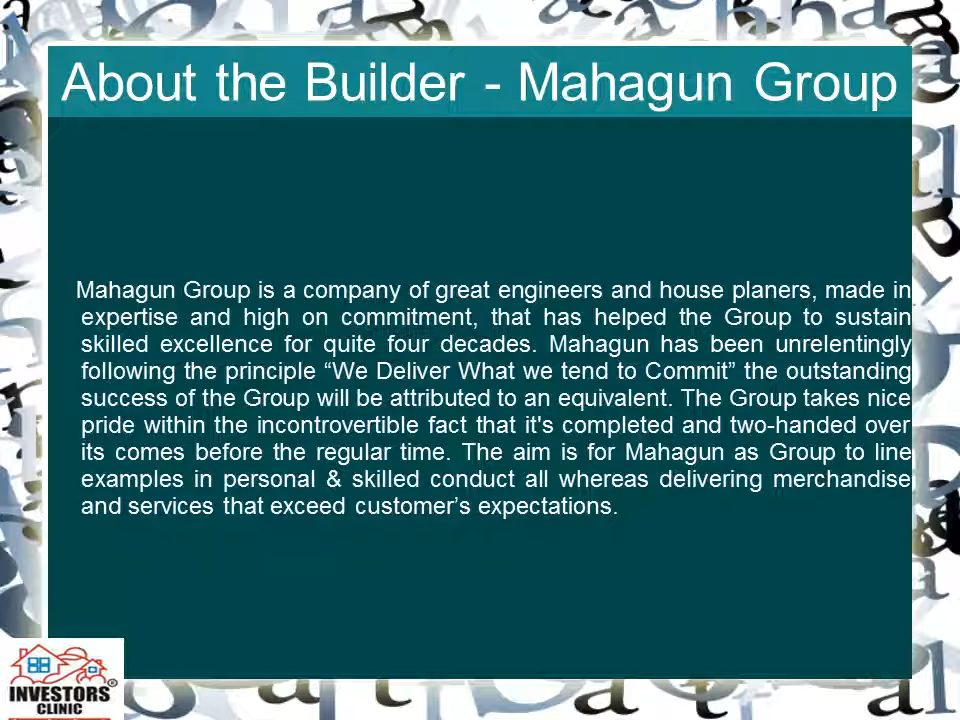 About the Builder - Mahagun Group
Mahagun Group is a company of great engineers and house planers, made in
expertise and high on commitment, that has helped the Group to sustain
skilled excellence for quite four decades. Mahagun has been unrelentingly
following the principle “We Deliver What we tend to Commit” the outstanding
success of the Group will be attributed to an equivalent. The Group takes nice
pride within the incontrovertible fact that it's completed and two-handed over
its comes before the regular time. The aim is for Mahagun as Group to line
examples in personal & skilled conduct all whereas delivering merchandise
and services that exceed customer’s expectations.
INVESTORS
CLINIC